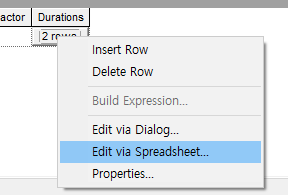 actor Durations
2 rows
Insert Row
Delete Row
Build Expression...
Edit via Dialog...
Edit via Spreadsheet...
Properties...